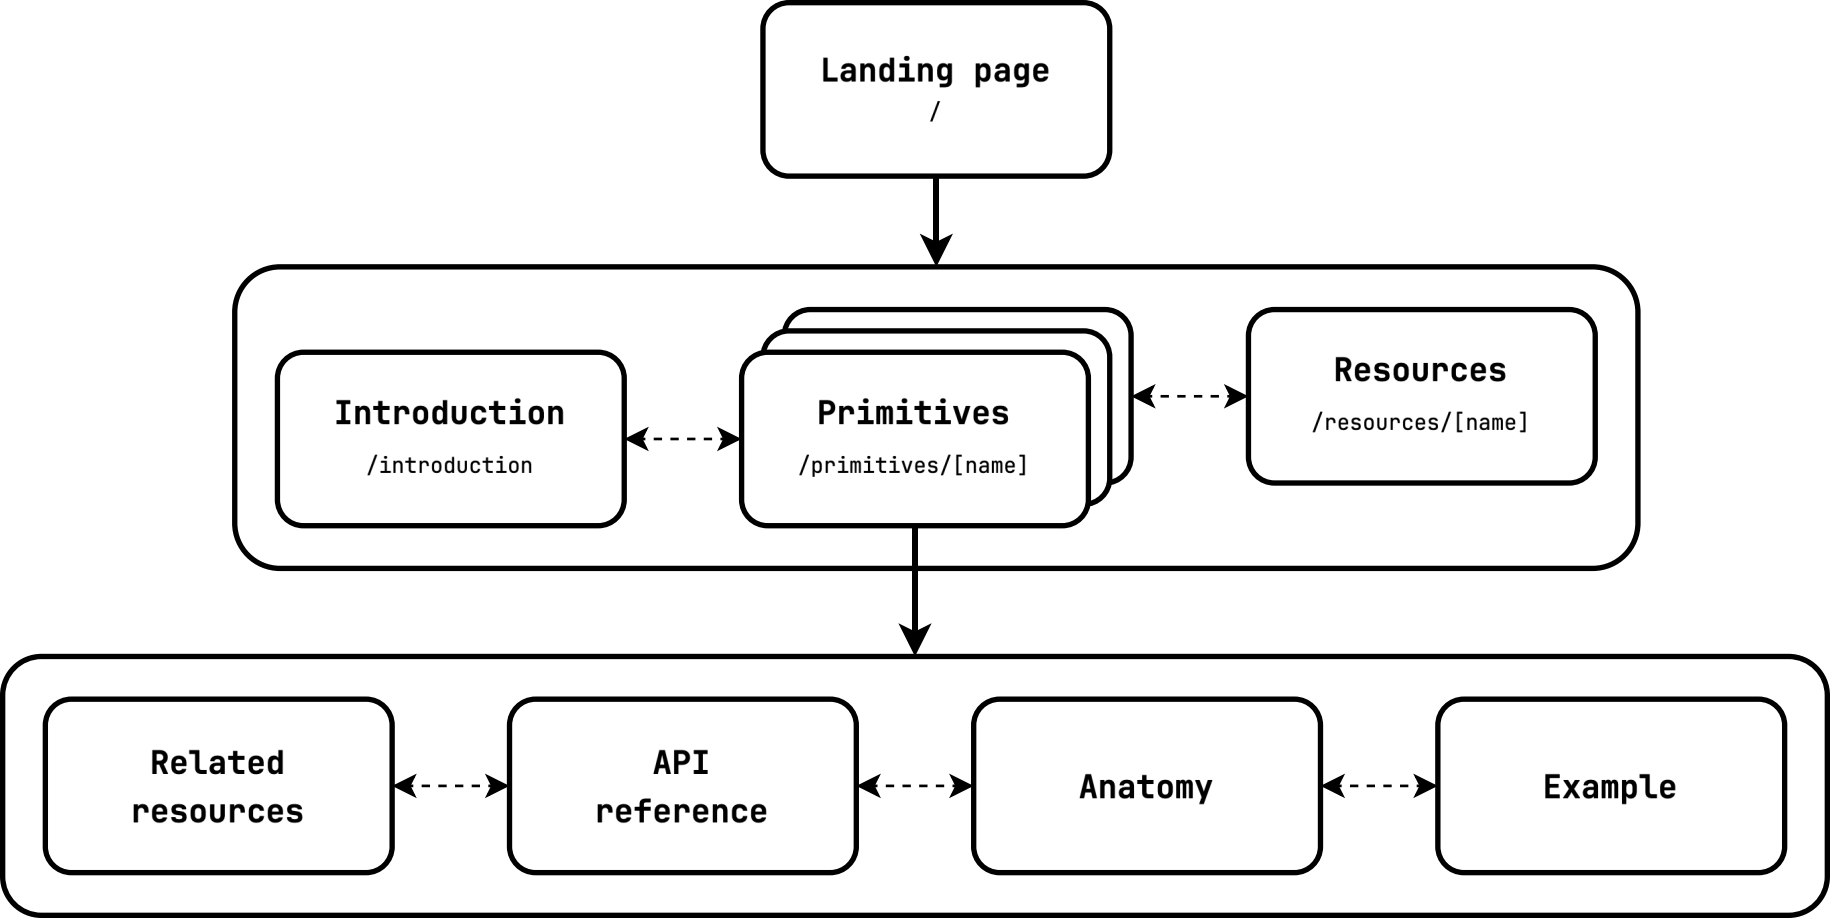 Landing page
/
Introduction
/introduction
Primitives
/primitives/[name]
Resources
/resources/[name]
Related
resources
API
reference
Anatomy
Example